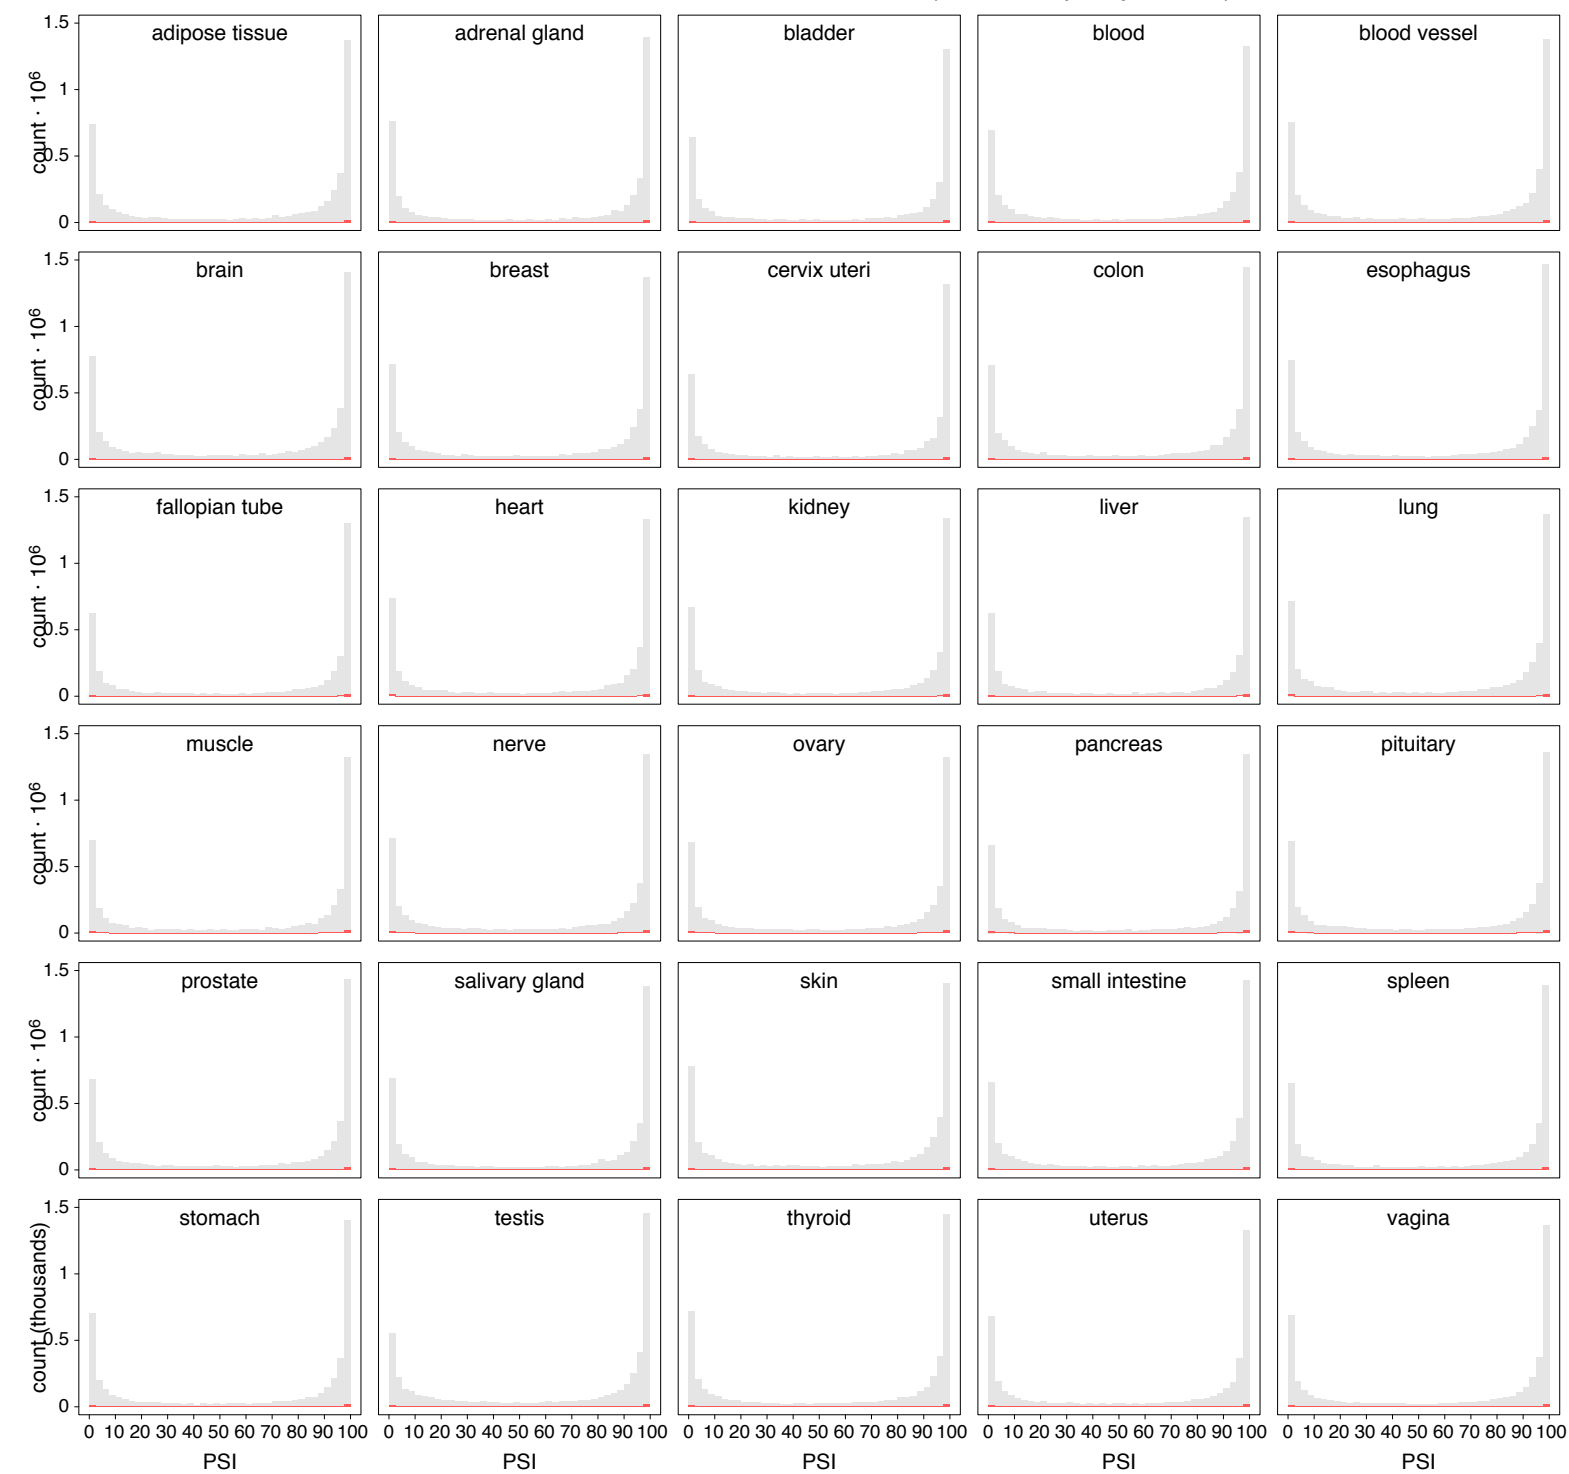 adipose tissue adrenal gland bladder blood blood vessel
1.5
1
0.5
0
count · 10⁶
brain breast cervix uteri colon esophagus
1.5
1
0.5
0
count · 10⁶
fallopian tube heart kidney liver lung
1.5
1
0.5
0
count · 10⁶
muscle nerve ovary pancreas pituitary
1.5
1
0.5
0
count · 10⁶
prostate salivary gland skin small intestine spleen
1.5
1
0.5
0
count · 10⁶
stomach testis thyroid uterus vagina
1.5
1
0.5
0
count (thousands)
0 10 20 30 40 50 60 70 80 90 100 0 10 20 30 40 50 60 70 80 90 100 0 10 20 30 40 50 60 70 80 90 100 0 10 20 30 40 50 60 70 80 90 100 0 10 20 30 40 50 60 70 80 90 100
PSI PSI PSI PSI PSI